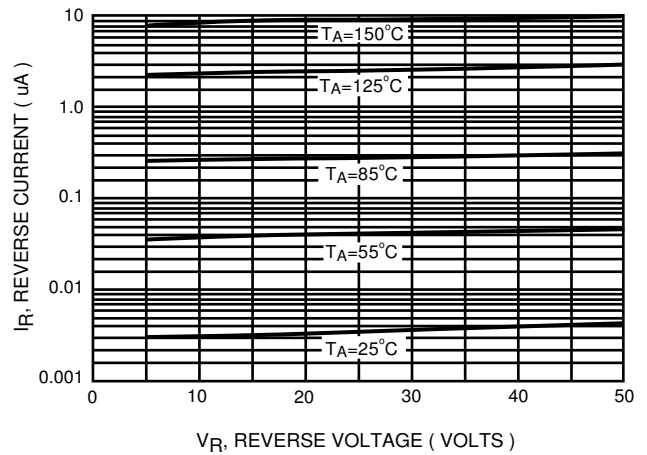 10
1.0
0.1
0.01
0.001
IR, REVERSE CURRENT ( uA )
TA=150°C
TA=125°C
TA=85°C
TA=55°C
TA=25°C
0 10 20 30 40 50
VR, REVERSE VOLTAGE ( VOLTS )